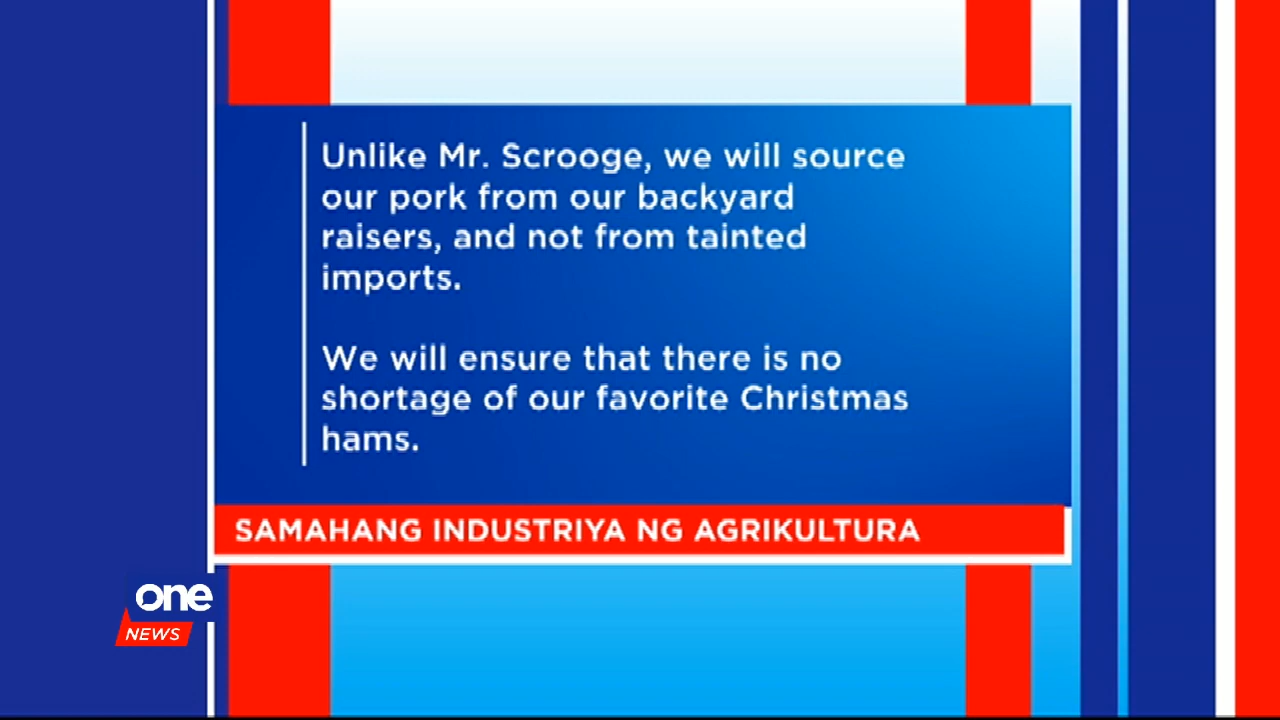 Unlike Mr. Scrooge, we will source
our pork from our backyard
raisers, and not from tainted
imports.
We will ensure that there is no
shortage of our favorite Christmas
hams.
SAMAHANG INDUSTRIYA NG AGRIKULTURA
one
NEWS